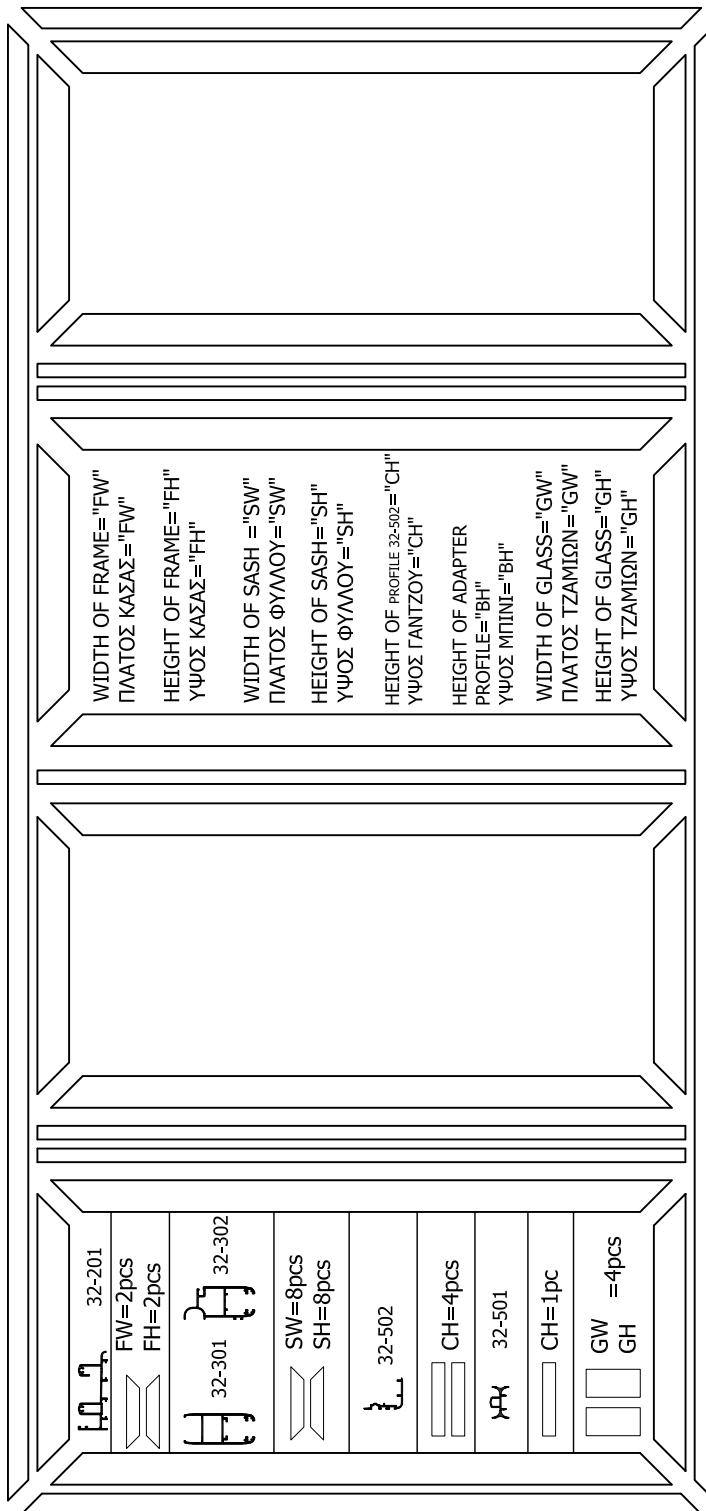 32-201
FW=2pcs
FH=2pcs
32-301 32-302
SW=8pcs
SH=8pcs
32-502
CH=4pcs
32-501
CH=1pc
GW
=4pcs
GH
WIDTH OF FRAME="FW"
ΠΛΑΤΟΣ ΚΑΣΑΣ="FW"
HEIGHT OF FRAME="FH"
ΥΨΟΣ ΚΑΣΑΣ="FH"
WIDTH OF SASH ="SW"
ΠΛΑΤΟΣ ΦΥΛΛΟΥ="SW"
HEIGHT OF SASH="SH"
ΥΨΟΣ ΦΥΛΛΟΥ="SH"
HEIGHT OF PROFILE 32-502="CH"
ΥΨΟΣ ΓΑΝΤΖΟΥ="CH"
HEIGHT OF ADAPTER
PROFILE="BH"
ΥΨΟΣ ΜΠΙΝΙ="BH"
WIDTH OF GLASS="GW"
ΠΛΑΤΟΣ ΤΖΑΜΙΩΝ="GW"
HEIGHT OF GLASS="GH"
ΥΨΟΣ ΤΖΑΜΙΩΝ="GH"